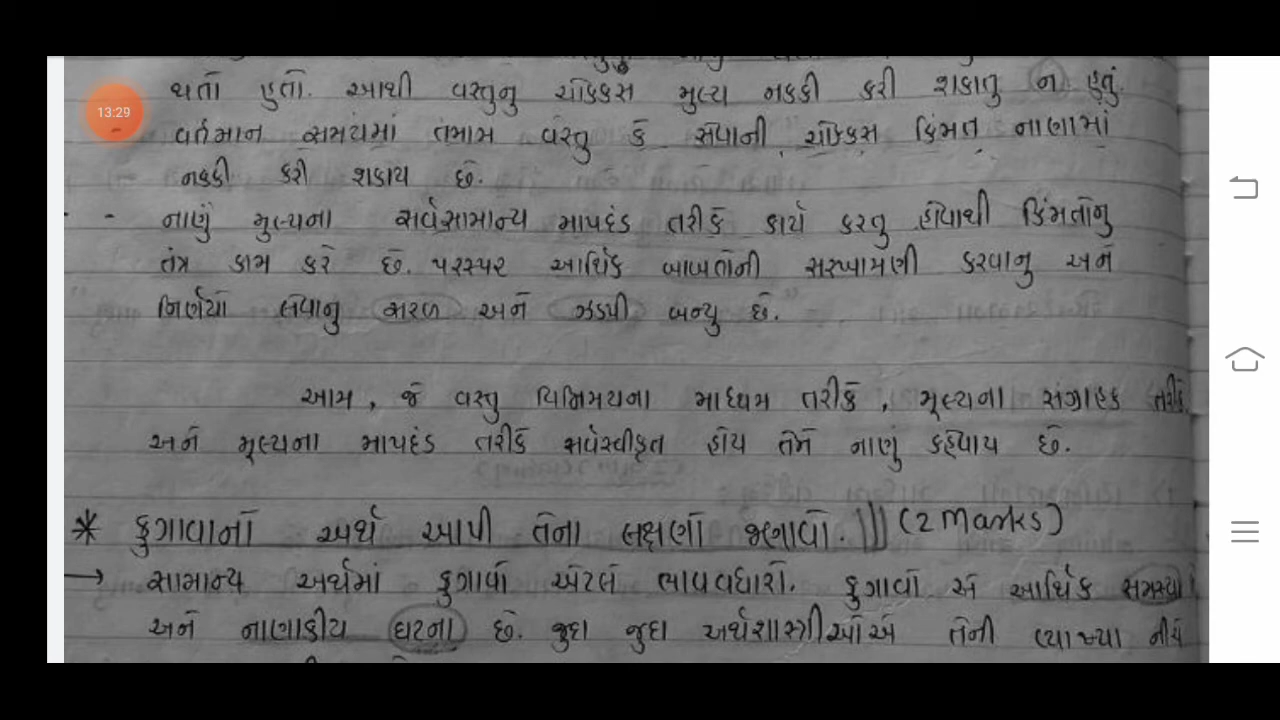 થતો હતો. આથી વસ્તુનુ ચોક્કસ મુલ્ય નક્કી કરી શકાતુ ન હતું.
13:29
- વર્તમાન સમયમાં તમામ વસ્તુ કે સેવાની ચોક્કસ કિંમત નાણામાં
નક્કી કરી શકાય છે.
- નાણું મુલ્યના સર્વસામાન્ય માપદંડ તરીકે કાર્ય કરતુ હોવાથી કિંમતોનુ
તંત્ર કામ કરે છે. પરસ્પર આર્થિક બાબતોની સરખામણી કરવાનુ અને
નિર્ણયો લેવાનુ સરળ અને ઝડપી બન્યુ છે.
આમ, જે વસ્તુ વિનિમયના માધ્યમ તરીકે, મૂલ્યના સંગ્રાહક તરીકે
અને મૂલ્યના માપદંડ તરીકે સર્વસ્વીકૃત હોય તેને નાણું કહેવાય છે.
* ફુગાવાનો અર્થ આપી તેના લક્ષણો જણાવો. (2 Marks)
→ સામાન્ય અર્થમાં ફુગાવો એટલે ભાવવધારો. ફુગાવો એ આર્થિક સમસ્યા
અને નાણાકીય ઘટના છે. જુદા જુદા અર્થશાસ્ત્રીઓએ તેની વ્યાખ્યા નીચે